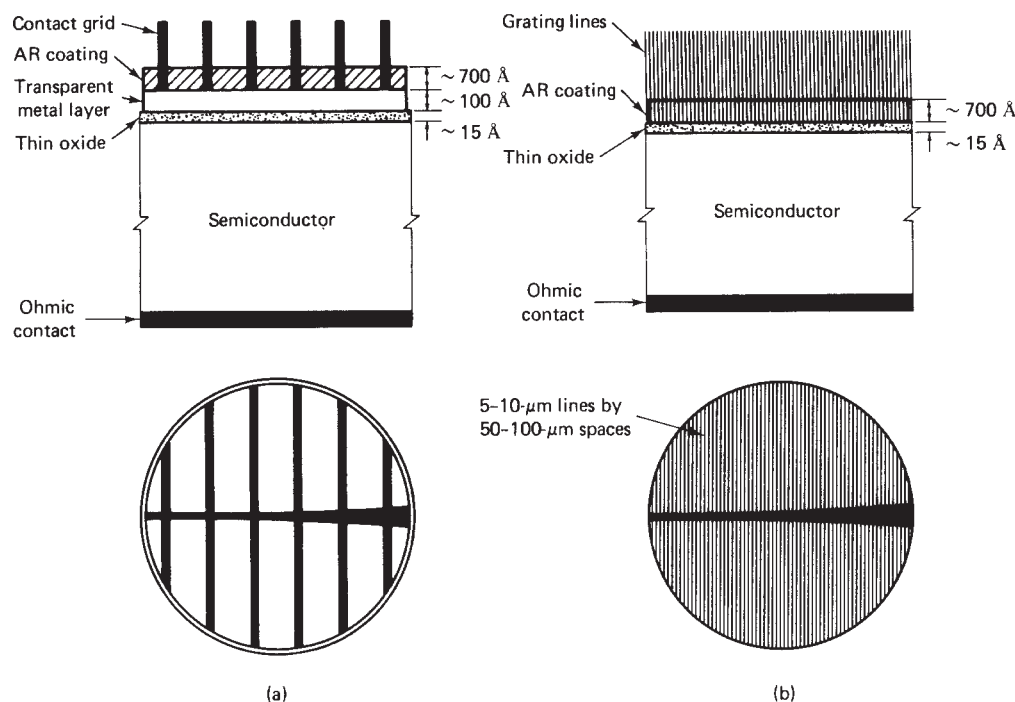 Contact grid
AR coating
Transparent
metal layer
Thin oxide
~ 700 Å
~ 100 Å
~ 15 Å
Semiconductor
Ohmic
contact
Grating lines
AR coating
Thin oxide
~ 700 Å
~ 15 Å
Semiconductor
Ohmic
contact
5–10-μm lines by
50–100-μm spaces
(a)
(b)